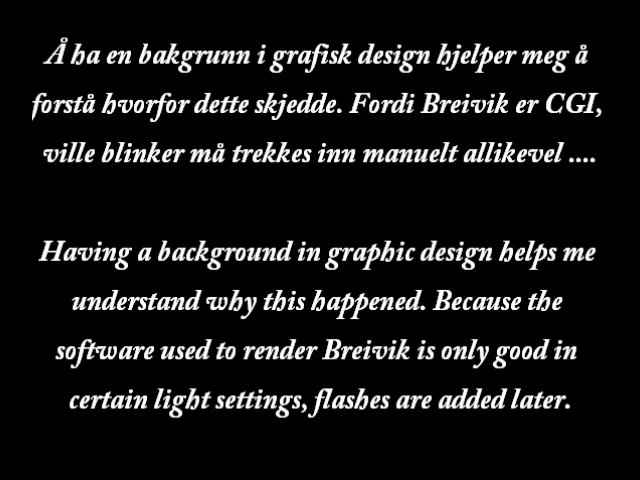 Å ha en bakgrunn i grafisk design hjelper meg å
forstå hvorfor dette skjedde. Fordi Breivik er CGI,
ville blinker må trekkes inn manuelt allikevel ....
Having a background in graphic design helps me
understand why this happened. Because the
software used to render Breivik is only good in
certain light settings, flashes are added later.